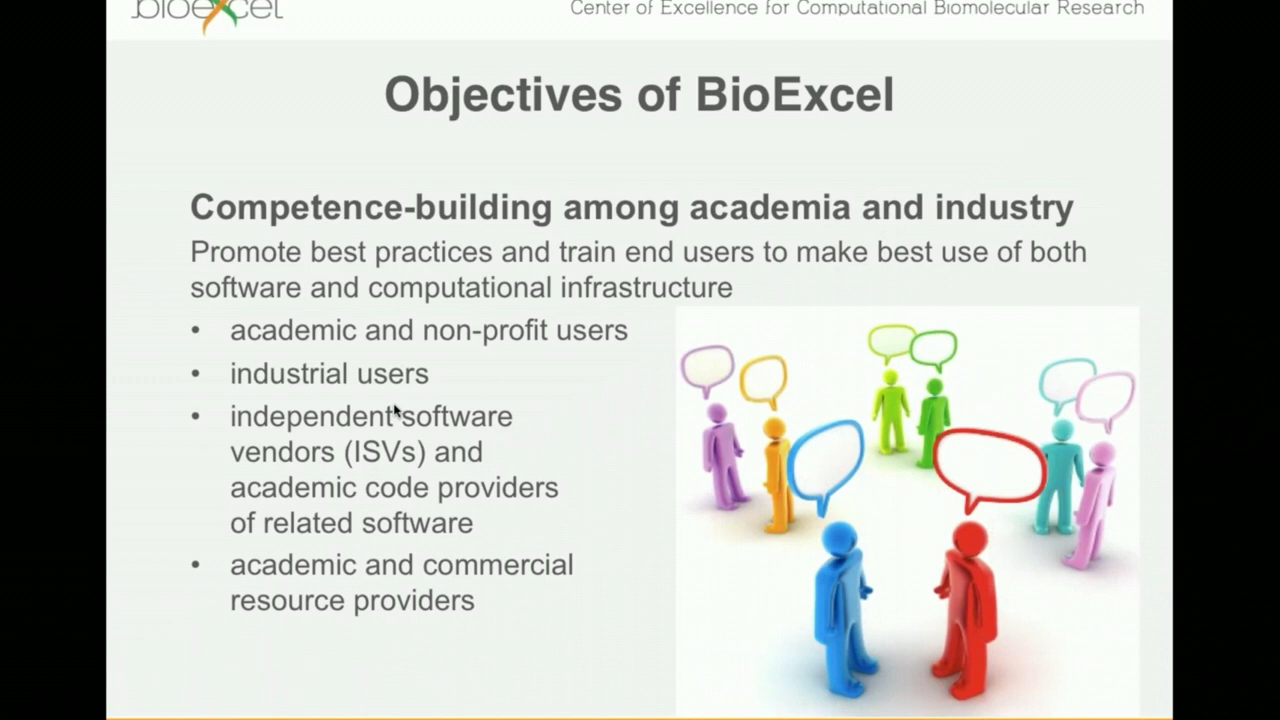 bioexcel
Center of Excellence for Computational Biomolecular Research
Objectives of BioExcel
Competence-building among academia and industry
Promote best practices and train end users to make best use of both
software and computational infrastructure
• academic and non-profit users
• industrial users
• independent software
vendors (ISVs) and
academic code providers
of related software
• academic and commercial
resource providers